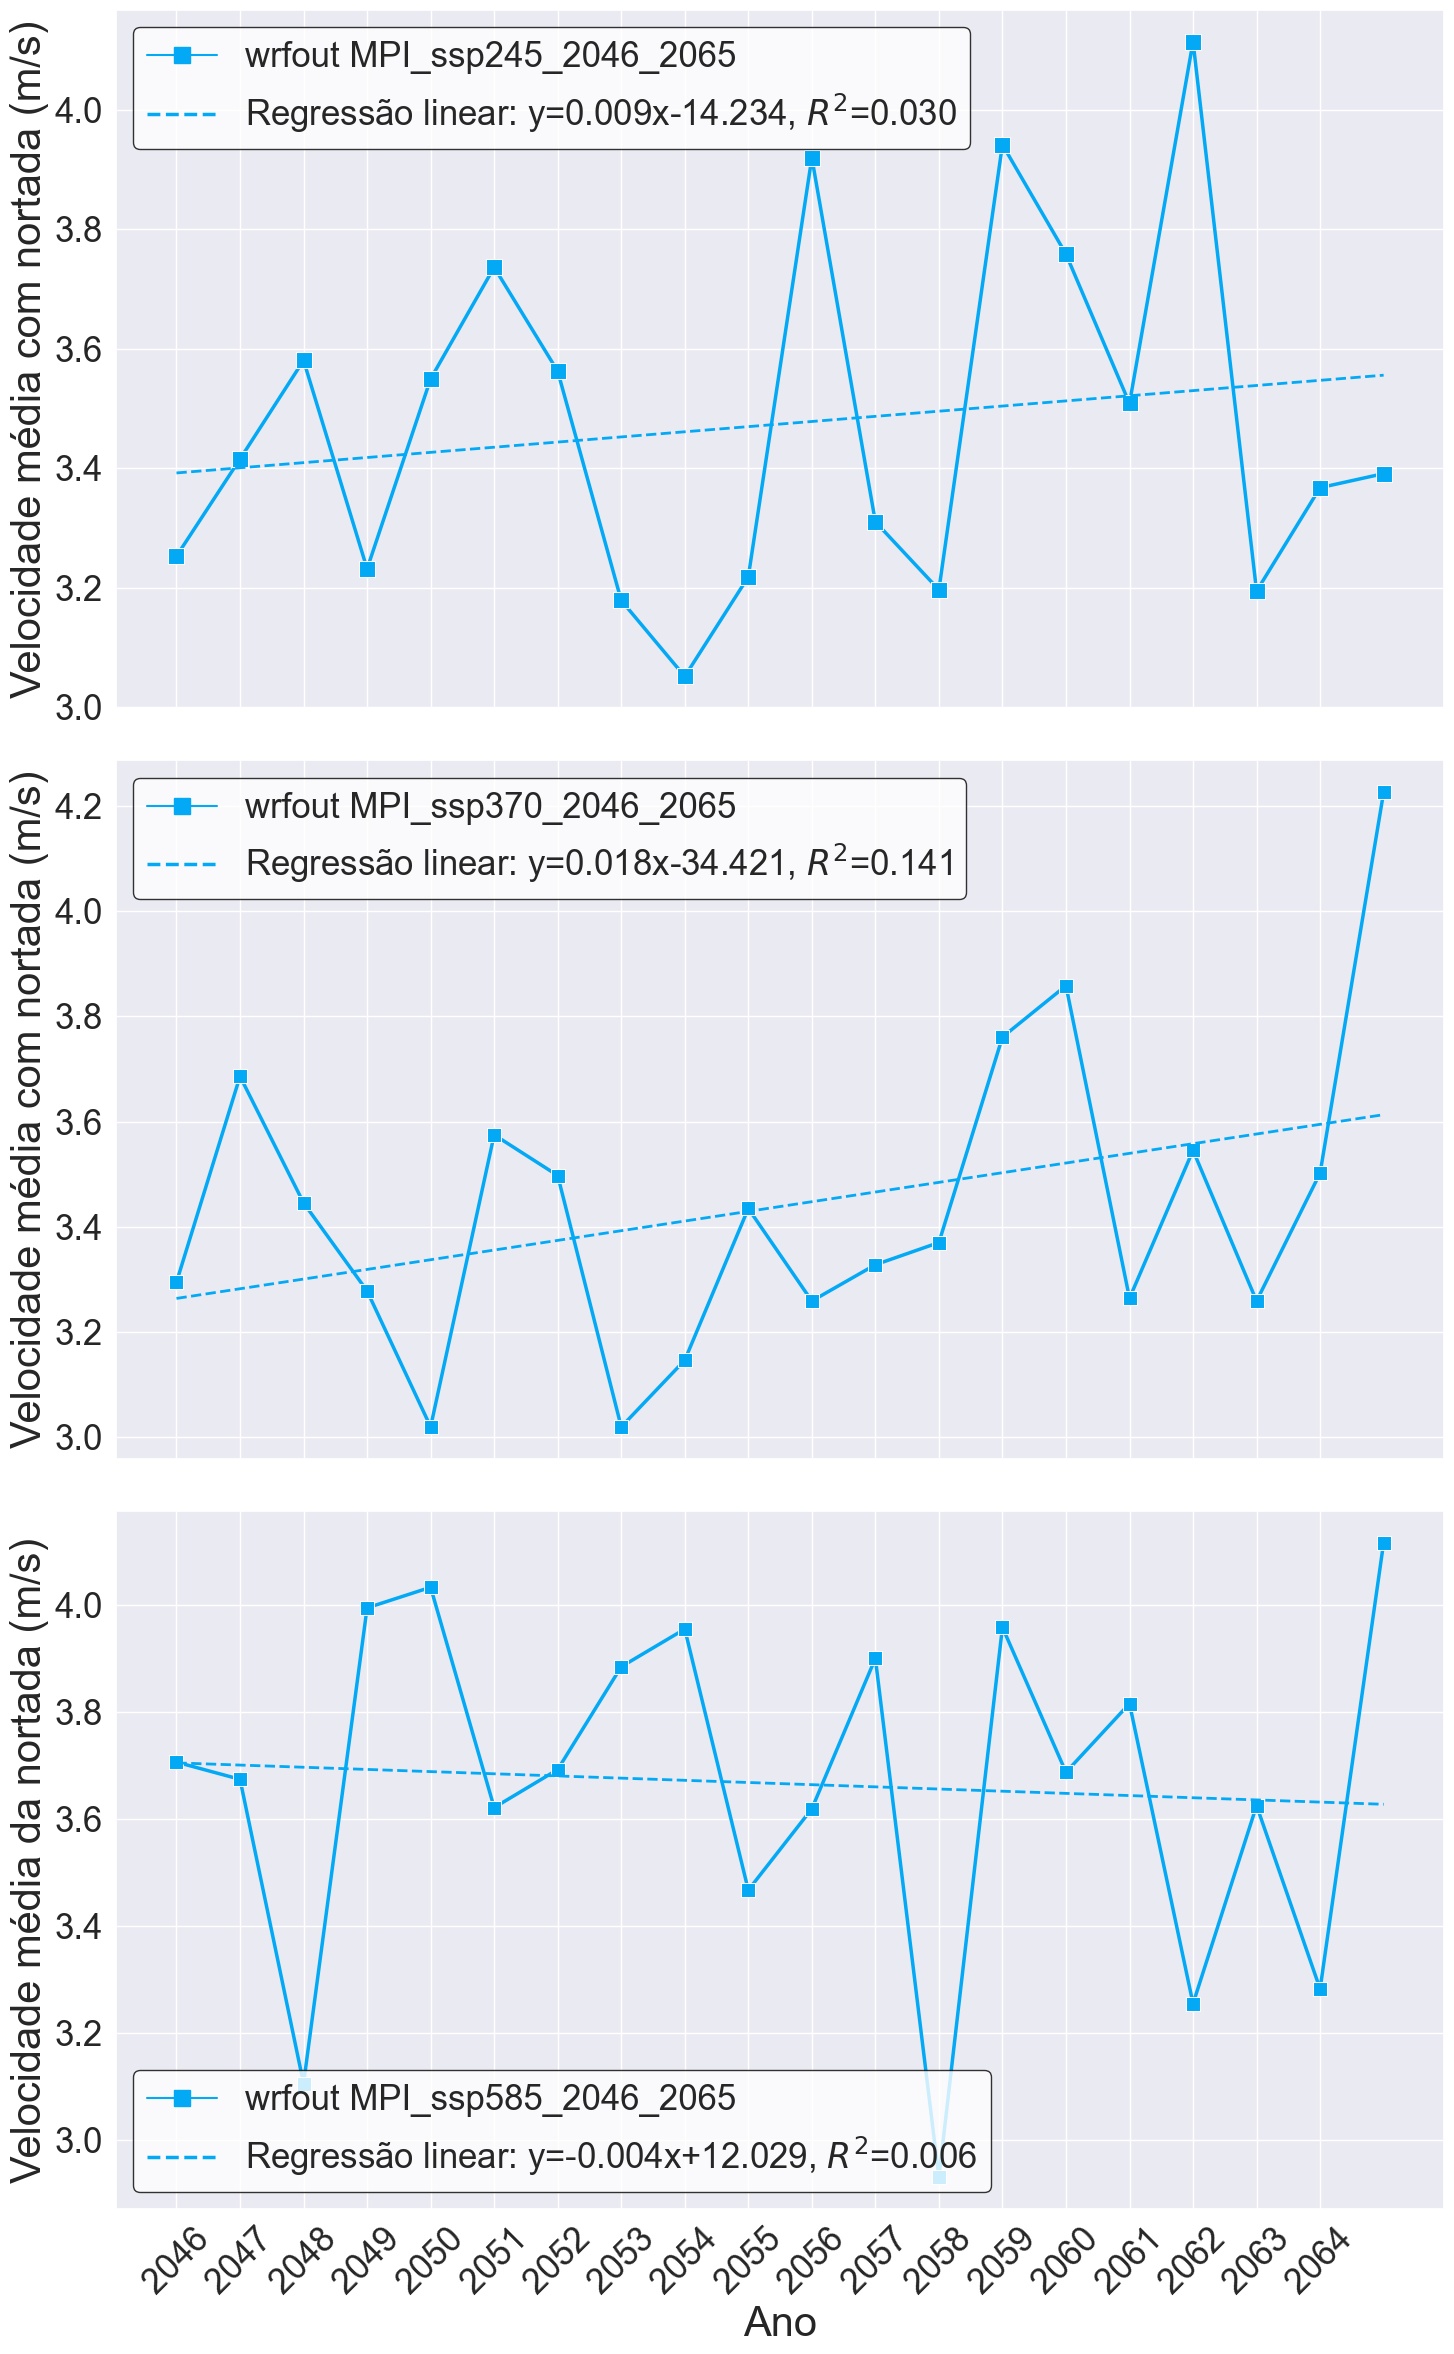 Velocidade média com nortada (m/s)
wrfout MPI_ssp245_2046_2065
Regressão linear: y=0.009x-14.234, R²=0.030
4.0
3.8
3.6
3.4
3.2
3.0
Velocidade média com nortada (m/s)
wrfout MPI_ssp370_2046_2065
Regressão linear: y=0.018x-34.421, R²=0.141
4.2
4.0
3.8
3.6
3.4
3.2
3.0
Velocidade média da nortada (m/s)
4.0
3.8
3.6
3.4
3.2
3.0
wrfout MPI_ssp585_2046_2065
Regressão linear: y=-0.004x+12.029, R²=0.006
2046 2047 2048 2049 2050 2051 2052 2053 2054 2055 2056 2057 2058 2059 2060 2061 2062 2063 2064
Ano